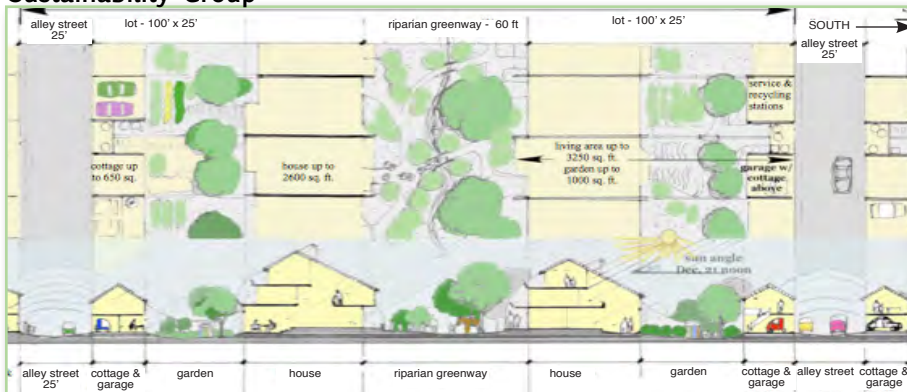 Sustainability Group
alley street
25'
lot - 100' x 25'
riparian greenway - 60 ft
lot - 100' x 25'
SOUTH
alley street
25'
service &
recycling
stations
cottage up
to 650 sq.
house up to
2600 sq. ft.
living area up to
3250 sq. ft.
garden up to
1000 sq. ft.
garage w/
cottage
above
sun angle
Dec, 21 noon
alley street
25'
cottage &
garage
garden
house
riparian greenway
house
garden
cottage &
garage
alley street
25'
cottage &
garage